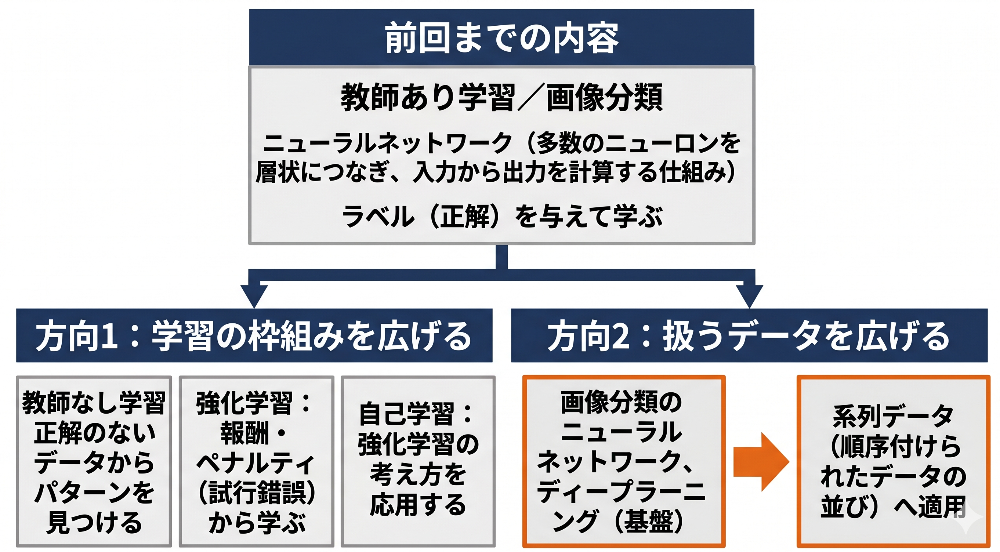 前回までの内容
教師あり学習／画像分類
ニューラルネットワーク（多数のニューロンを
層状につなぎ、入力から出力を計算する仕組み）
ラベル（正解）を与えて学ぶ
方向1：学習の枠組みを広げる
教師なし学習
正解のない
データから
パターンを
見つける
強化学習：
報酬・
ペナルティ
（試行錯誤）
から学ぶ
自己学習：
強化学習の
考え方を
応用する
方向2：扱うデータを広げる
画像分類の
ニューラル
ネットワーク、
ディープラーニ
ング（基盤）
系列データ
（順序付けら
れたデータの
並び）へ適用